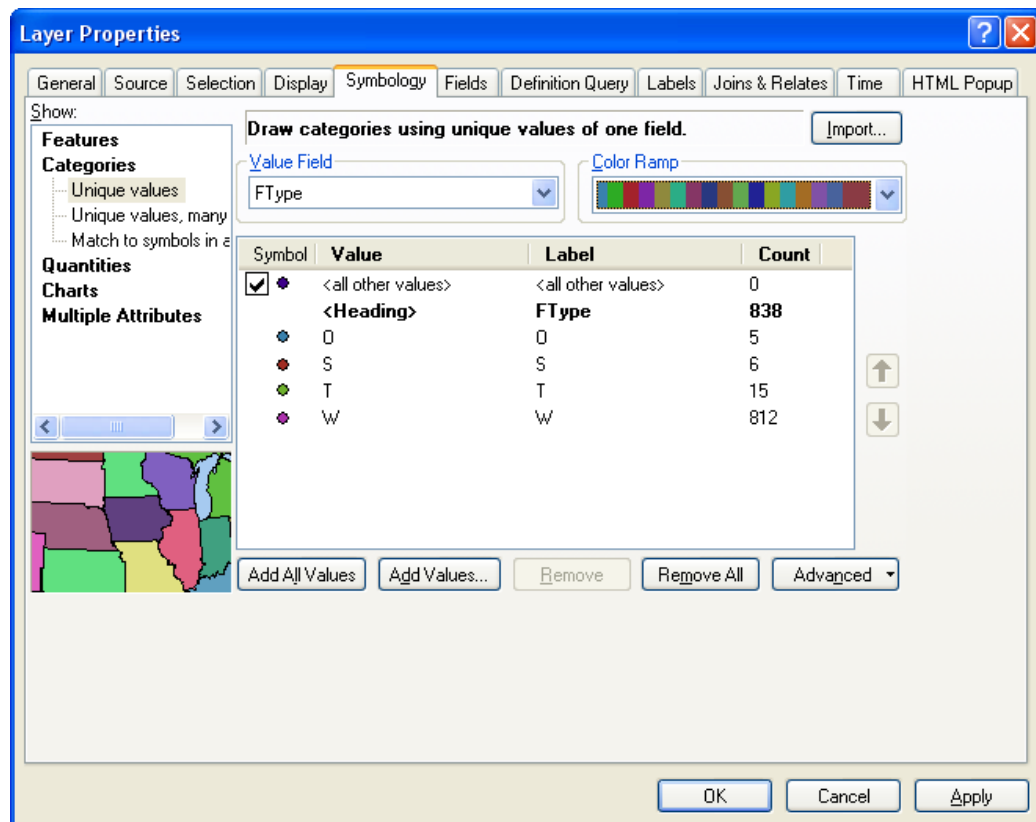 Layer Properties
General Source Selection Display Symbology Fields Definition Query Labels Joins & Relates Time HTML Popup
Show:
Features
Categories
Unique values
Unique values, many
Match to symbols in a
Quantities
Charts
Multiple Attributes
Draw categories using unique values of one field.
Import...
Value Field
FType
Color Ramp
Symbol Value Label Count
<all other values> <all other values> 0
<Heading> FType 838
O O 5
S S 6
T T 15
W W 812
Add All Values Add Values... Remove Remove All Advanced
OK Cancel Apply